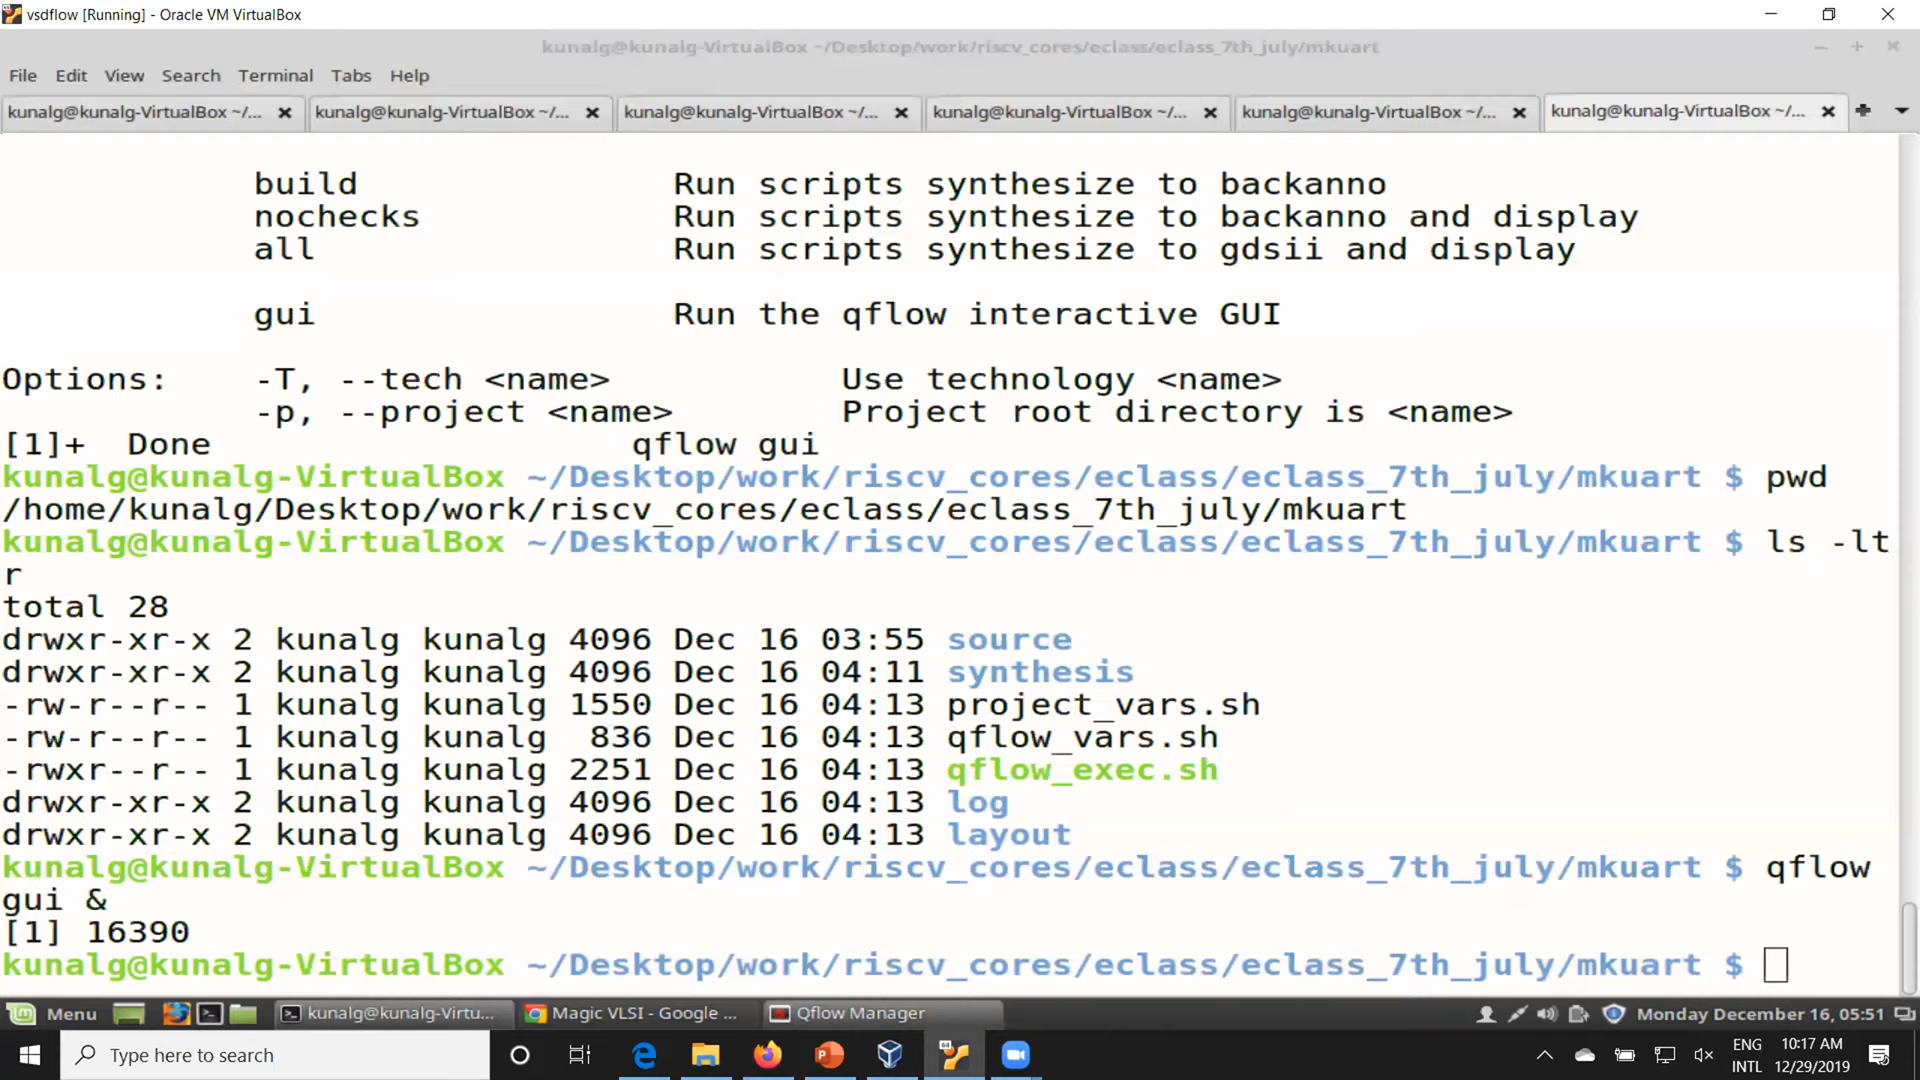 vsdflow [Running] - Oracle VM VirtualBox
kunalg@kunalg-VirtualBox ~/Desktop/work/riscv_cores/eclass/eclass_7th_july/mkuart
File Edit View Search Terminal Tabs Help
kunalg@kunalg-VirtualBox ~/... kunalg@kunalg-VirtualBox ~/... kunalg@kunalg-VirtualBox ~/... kunalg@kunalg-VirtualBox ~/... kunalg@kunalg-VirtualBox ~/... kunalg@kunalg-VirtualBox ~/...
build Run scripts synthesize to backanno
nochecks Run scripts synthesize to backanno and display
all Run scripts synthesize to gdsii and display
gui Run the qflow interactive GUI
Options: -T, --tech <name> Use technology <name>
-p, --project <name> Project root directory is <name>
[1]+ Done qflow gui
kunalg@kunalg-VirtualBox ~/Desktop/work/riscv_cores/eclass/eclass_7th_july/mkuart $ pwd
/home/kunalg/Desktop/work/riscv_cores/eclass/eclass_7th_july/mkuart
kunalg@kunalg-VirtualBox ~/Desktop/work/riscv_cores/eclass/eclass_7th_july/mkuart $ ls -lt
r
total 28
drwxr-xr-x 2 kunalg kunalg 4096 Dec 16 03:55 source
drwxr-xr-x 2 kunalg kunalg 4096 Dec 16 04:11 synthesis
-rw-r--r-- 1 kunalg kunalg 1550 Dec 16 04:13 project_vars.sh
-rw-r--r-- 1 kunalg kunalg 836 Dec 16 04:13 qflow_vars.sh
-rwxr--r-- 1 kunalg kunalg 2251 Dec 16 04:13 qflow_exec.sh
drwxr-xr-x 2 kunalg kunalg 4096 Dec 16 04:13 log
drwxr-xr-x 2 kunalg kunalg 4096 Dec 16 04:13 layout
kunalg@kunalg-VirtualBox ~/Desktop/work/riscv_cores/eclass/eclass_7th_july/mkuart $ qflow
gui &
[1] 16390
kunalg@kunalg-VirtualBox ~/Desktop/work/riscv_cores/eclass/eclass_7th_july/mkuart $
Menu kunalg@kunalg-Virtu... Magic VLSI - Google ... Qflow Manager Monday December 16, 05:51
Type here to search ENG 10:17 AM
INTL 12/29/2019